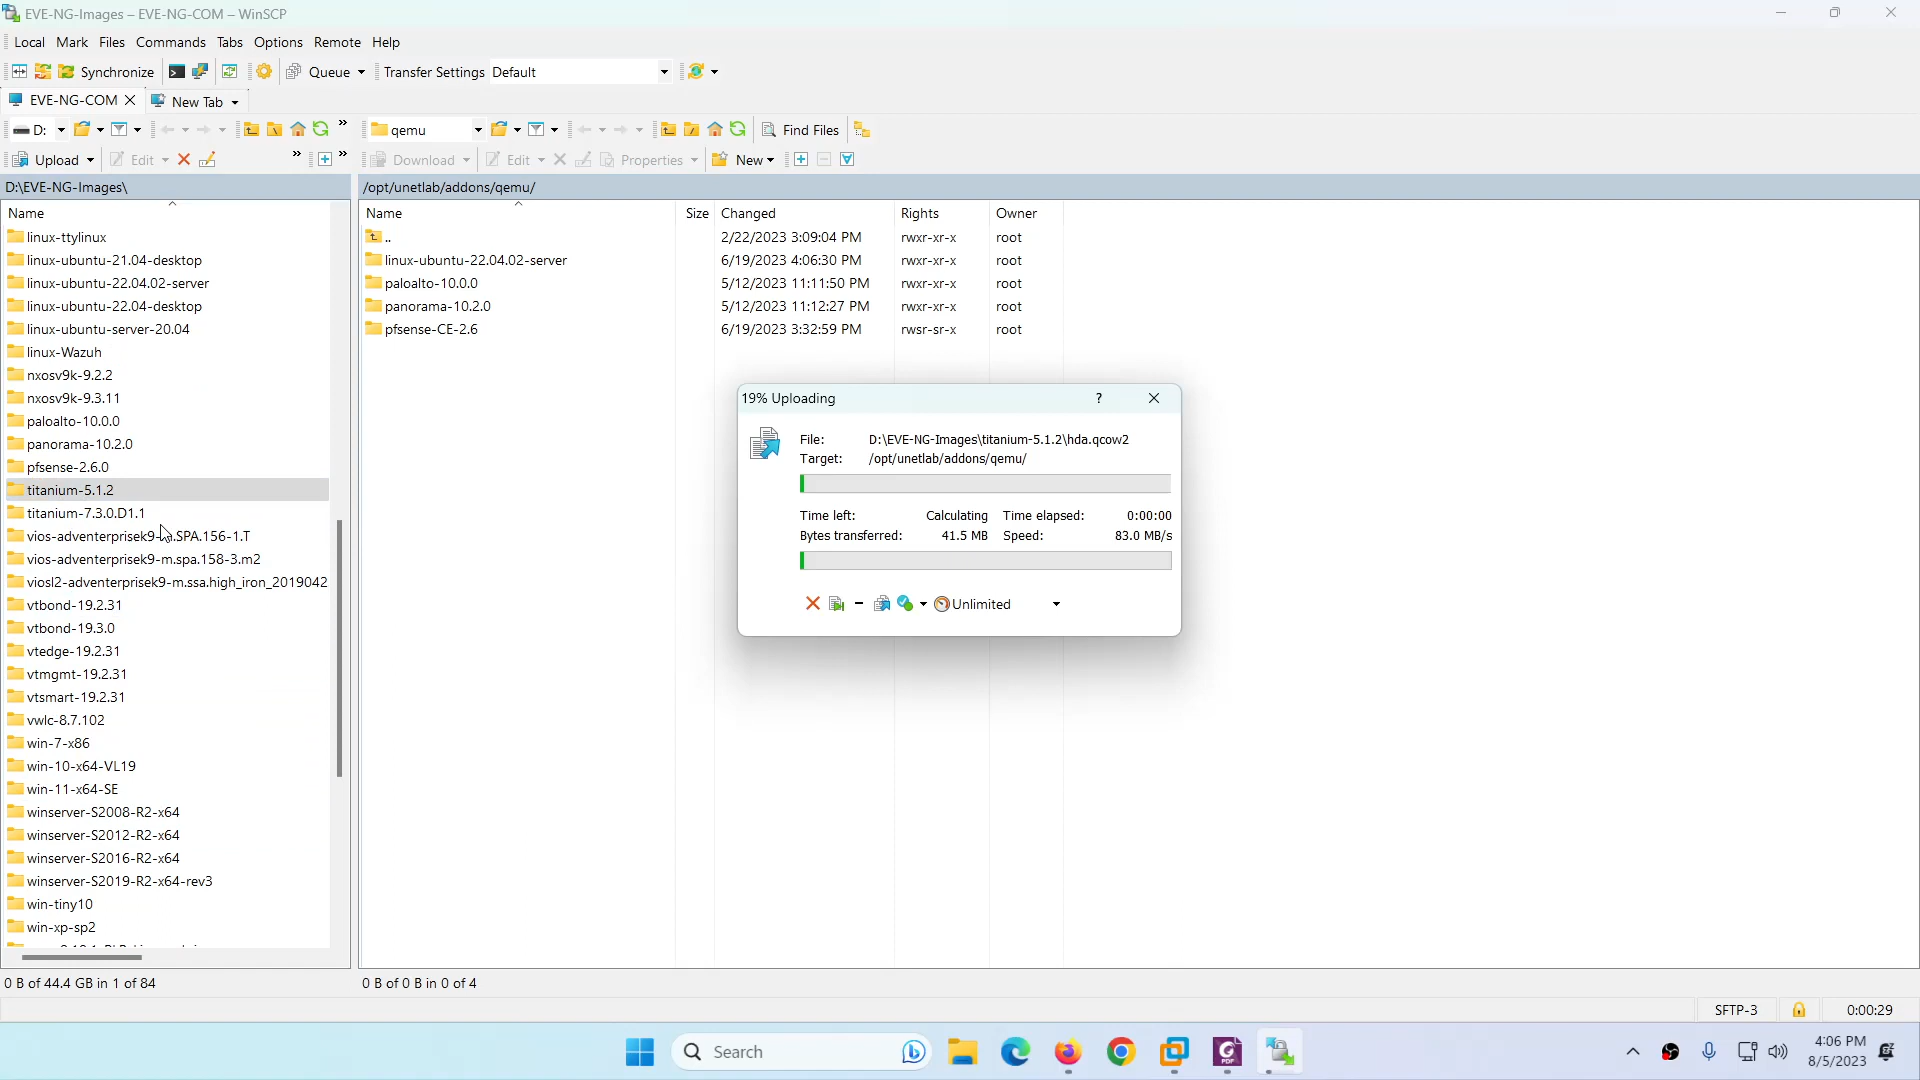 EVE-NG-Images – EVE-NG-COM – WinSCP
Local Mark Files Commands Tabs Options Remote Help
Synchronize Queue Transfer Settings Default
EVE-NG-COM New Tab
D: qemu Find Files
Upload Edit Download Edit Properties New
D:\EVE-NG-Images\ /opt/unetlab/addons/qemu/
Name Name Size Changed Rights Owner
linux-ttylinux .. 2/22/2023 3:09:04 PM rwxr-xr-x root
linux-ubuntu-21.04-desktop linux-ubuntu-22.04.02-server 6/19/2023 4:06:30 PM rwxr-xr-x root
linux-ubuntu-22.04.02-server paloalto-10.0.0 5/12/2023 11:11:50 PM rwxr-xr-x root
linux-ubuntu-22.04-desktop panorama-10.2.0 5/12/2023 11:12:27 PM rwxr-xr-x root
linux-ubuntu-server-20.04 pfsense-CE-2.6 6/19/2023 3:32:59 PM rwsr-sr-x root
linux-Wazuh
nxosv9k-9.2.2
nxosv9k-9.3.11
paloalto-10.0.0
panorama-10.2.0
pfsense-2.6.0
titanium-5.1.2
titanium-7.3.0.D1.1
vios-adventerprisek9-m.SPA.156-1.T
vios-adventerprisek9-m.spa.158-3.m2
viosl2-adventerprisek9-m.ssa.high_iron_2019042
vtbond-19.2.31
vtbond-19.3.0
vtedge-19.2.31
vtmgmt-19.2.31
vtsmart-19.2.31
vwlc-8.7.102
win-7-x86
win-10-x64-VL19
win-11-x64-SE
winserver-S2008-R2-x64
winserver-S2012-R2-x64
winserver-S2016-R2-x64
winserver-S2019-R2-x64-rev3
win-tiny10
win-xp-sp2
19% Uploading ?
File: D:\EVE-NG-Images\titanium-5.1.2\hda.qcow2
Target: /opt/unetlab/addons/qemu/
Time left: Calculating Time elapsed: 0:00:00
Bytes transferred: 41.5 MB Speed: 83.0 MB/s
Unlimited
0 B of 44.4 GB in 1 of 84 0 B of 0 B in 0 of 4
SFTP-3 0:00:29
Search
PDF
4:06 PM
8/5/2023